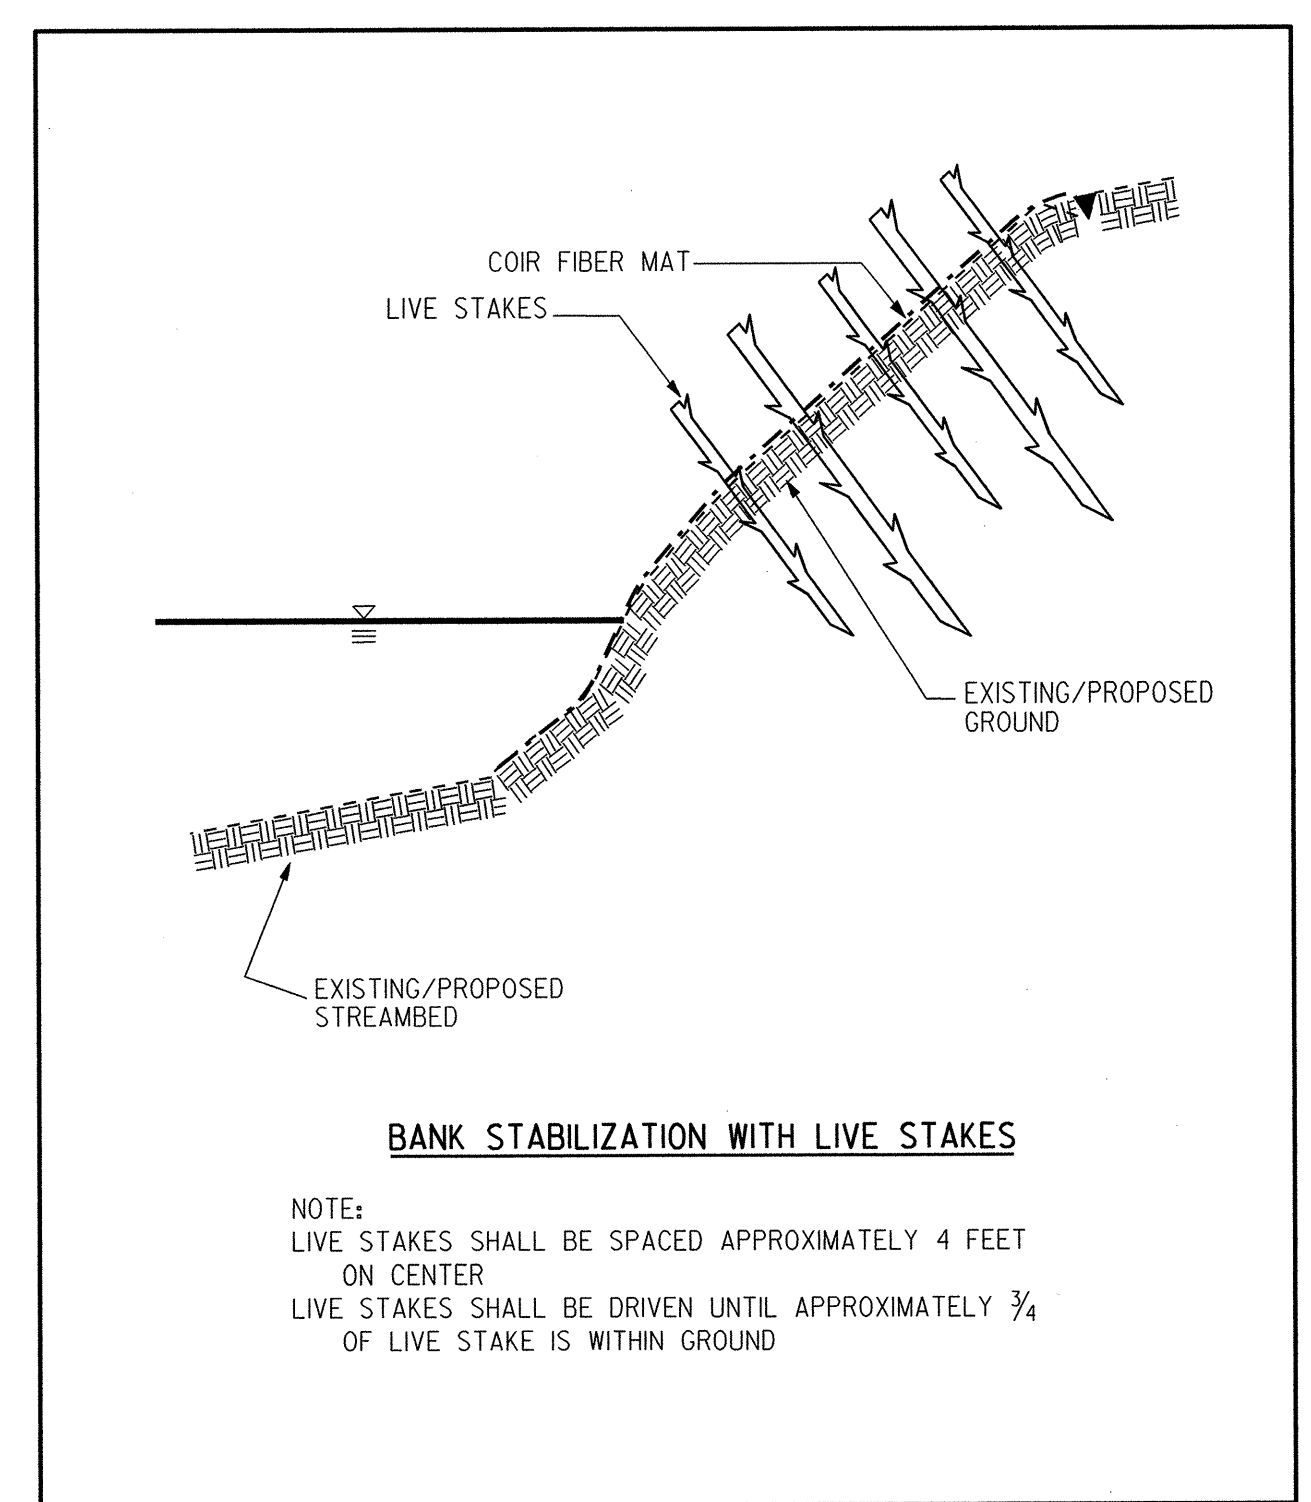 COIR FIBER MAT
LIVE STAKES
EXISTING/PROPOSED
GROUND
EXISTING/PROPOSED
STREAMBED
BANK STABILIZATION WITH LIVE STAKES
NOTE:
LIVE STAKES SHALL BE SPACED APPROXIMATELY 4 FEET
ON CENTER
LIVE STAKES SHALL BE DRIVEN UNTIL APPROXIMATELY 3/4
OF LIVE STAKE IS WITHIN GROUND